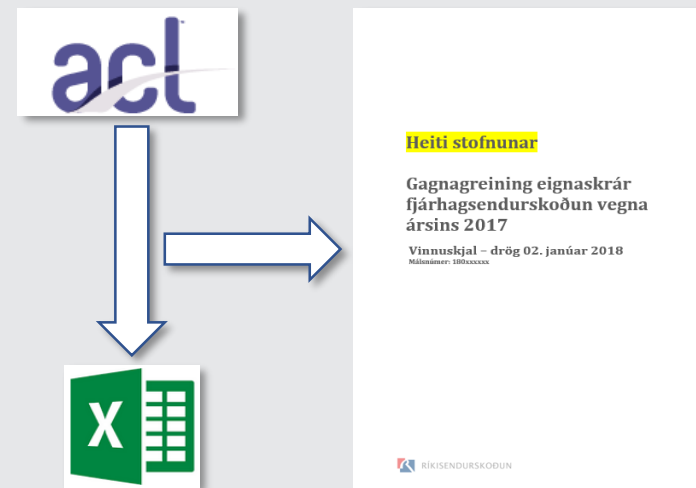 acl
X
Heiti stofnunar
Gagnagreining eignaskrár
fjárhagsendurskoðun vegna
ársins 2017
Vinnuskjal – drög 02. janúar 2018
Málsnúmer: 180xxxxxx
RÍKISENDURSKOÐUN